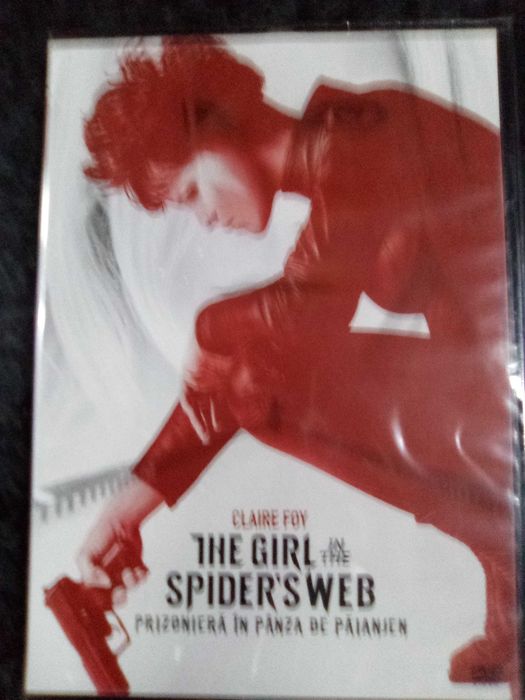 CLAIRE FOY
THE GIRL IN THE
SPIDER'S WEB
PRIZONIERĂ ÎN PÂNZA DE PĂIANJEN